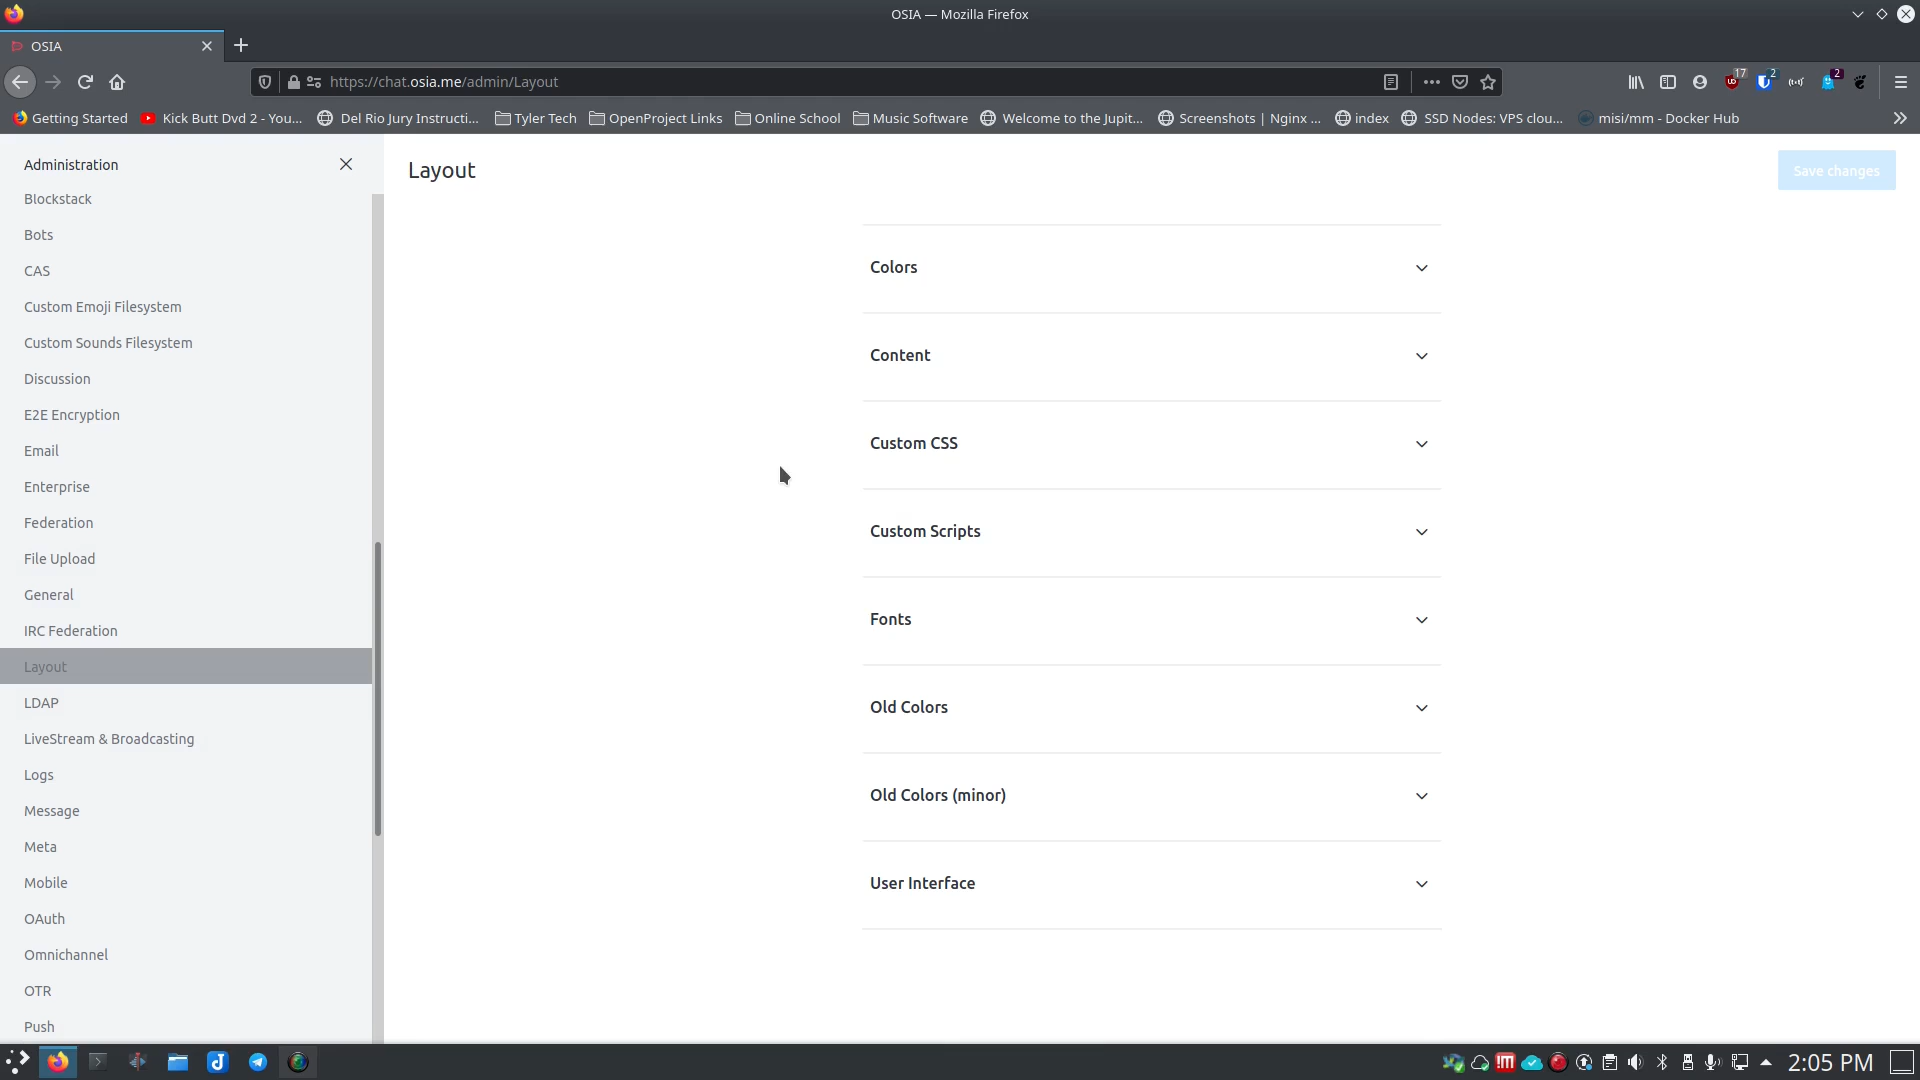 OSIA — Mozilla Firefox
OSIA
https://chat.osia.me/admin/Layout
17
2
2
Getting Started
Kick Butt Dvd 2 - You...
Del Rio Jury Instructi...
Tyler Tech
OpenProject Links
Online School
Music Software
Welcome to the Jupit...
Screenshots | Nginx ...
index
SSD Nodes: VPS clou...
misi/mm - Docker Hub
Administration
Blockstack
Bots
CAS
Custom Emoji Filesystem
Custom Sounds Filesystem
Discussion
E2E Encryption
Email
Enterprise
Federation
File Upload
General
IRC Federation
Layout
LDAP
LiveStream & Broadcasting
Logs
Message
Meta
Mobile
OAuth
Omnichannel
OTR
Push
Layout
Save changes
Colors
Content
Custom CSS
Custom Scripts
Fonts
Old Colors
Old Colors (minor)
User Interface
2:05 PM